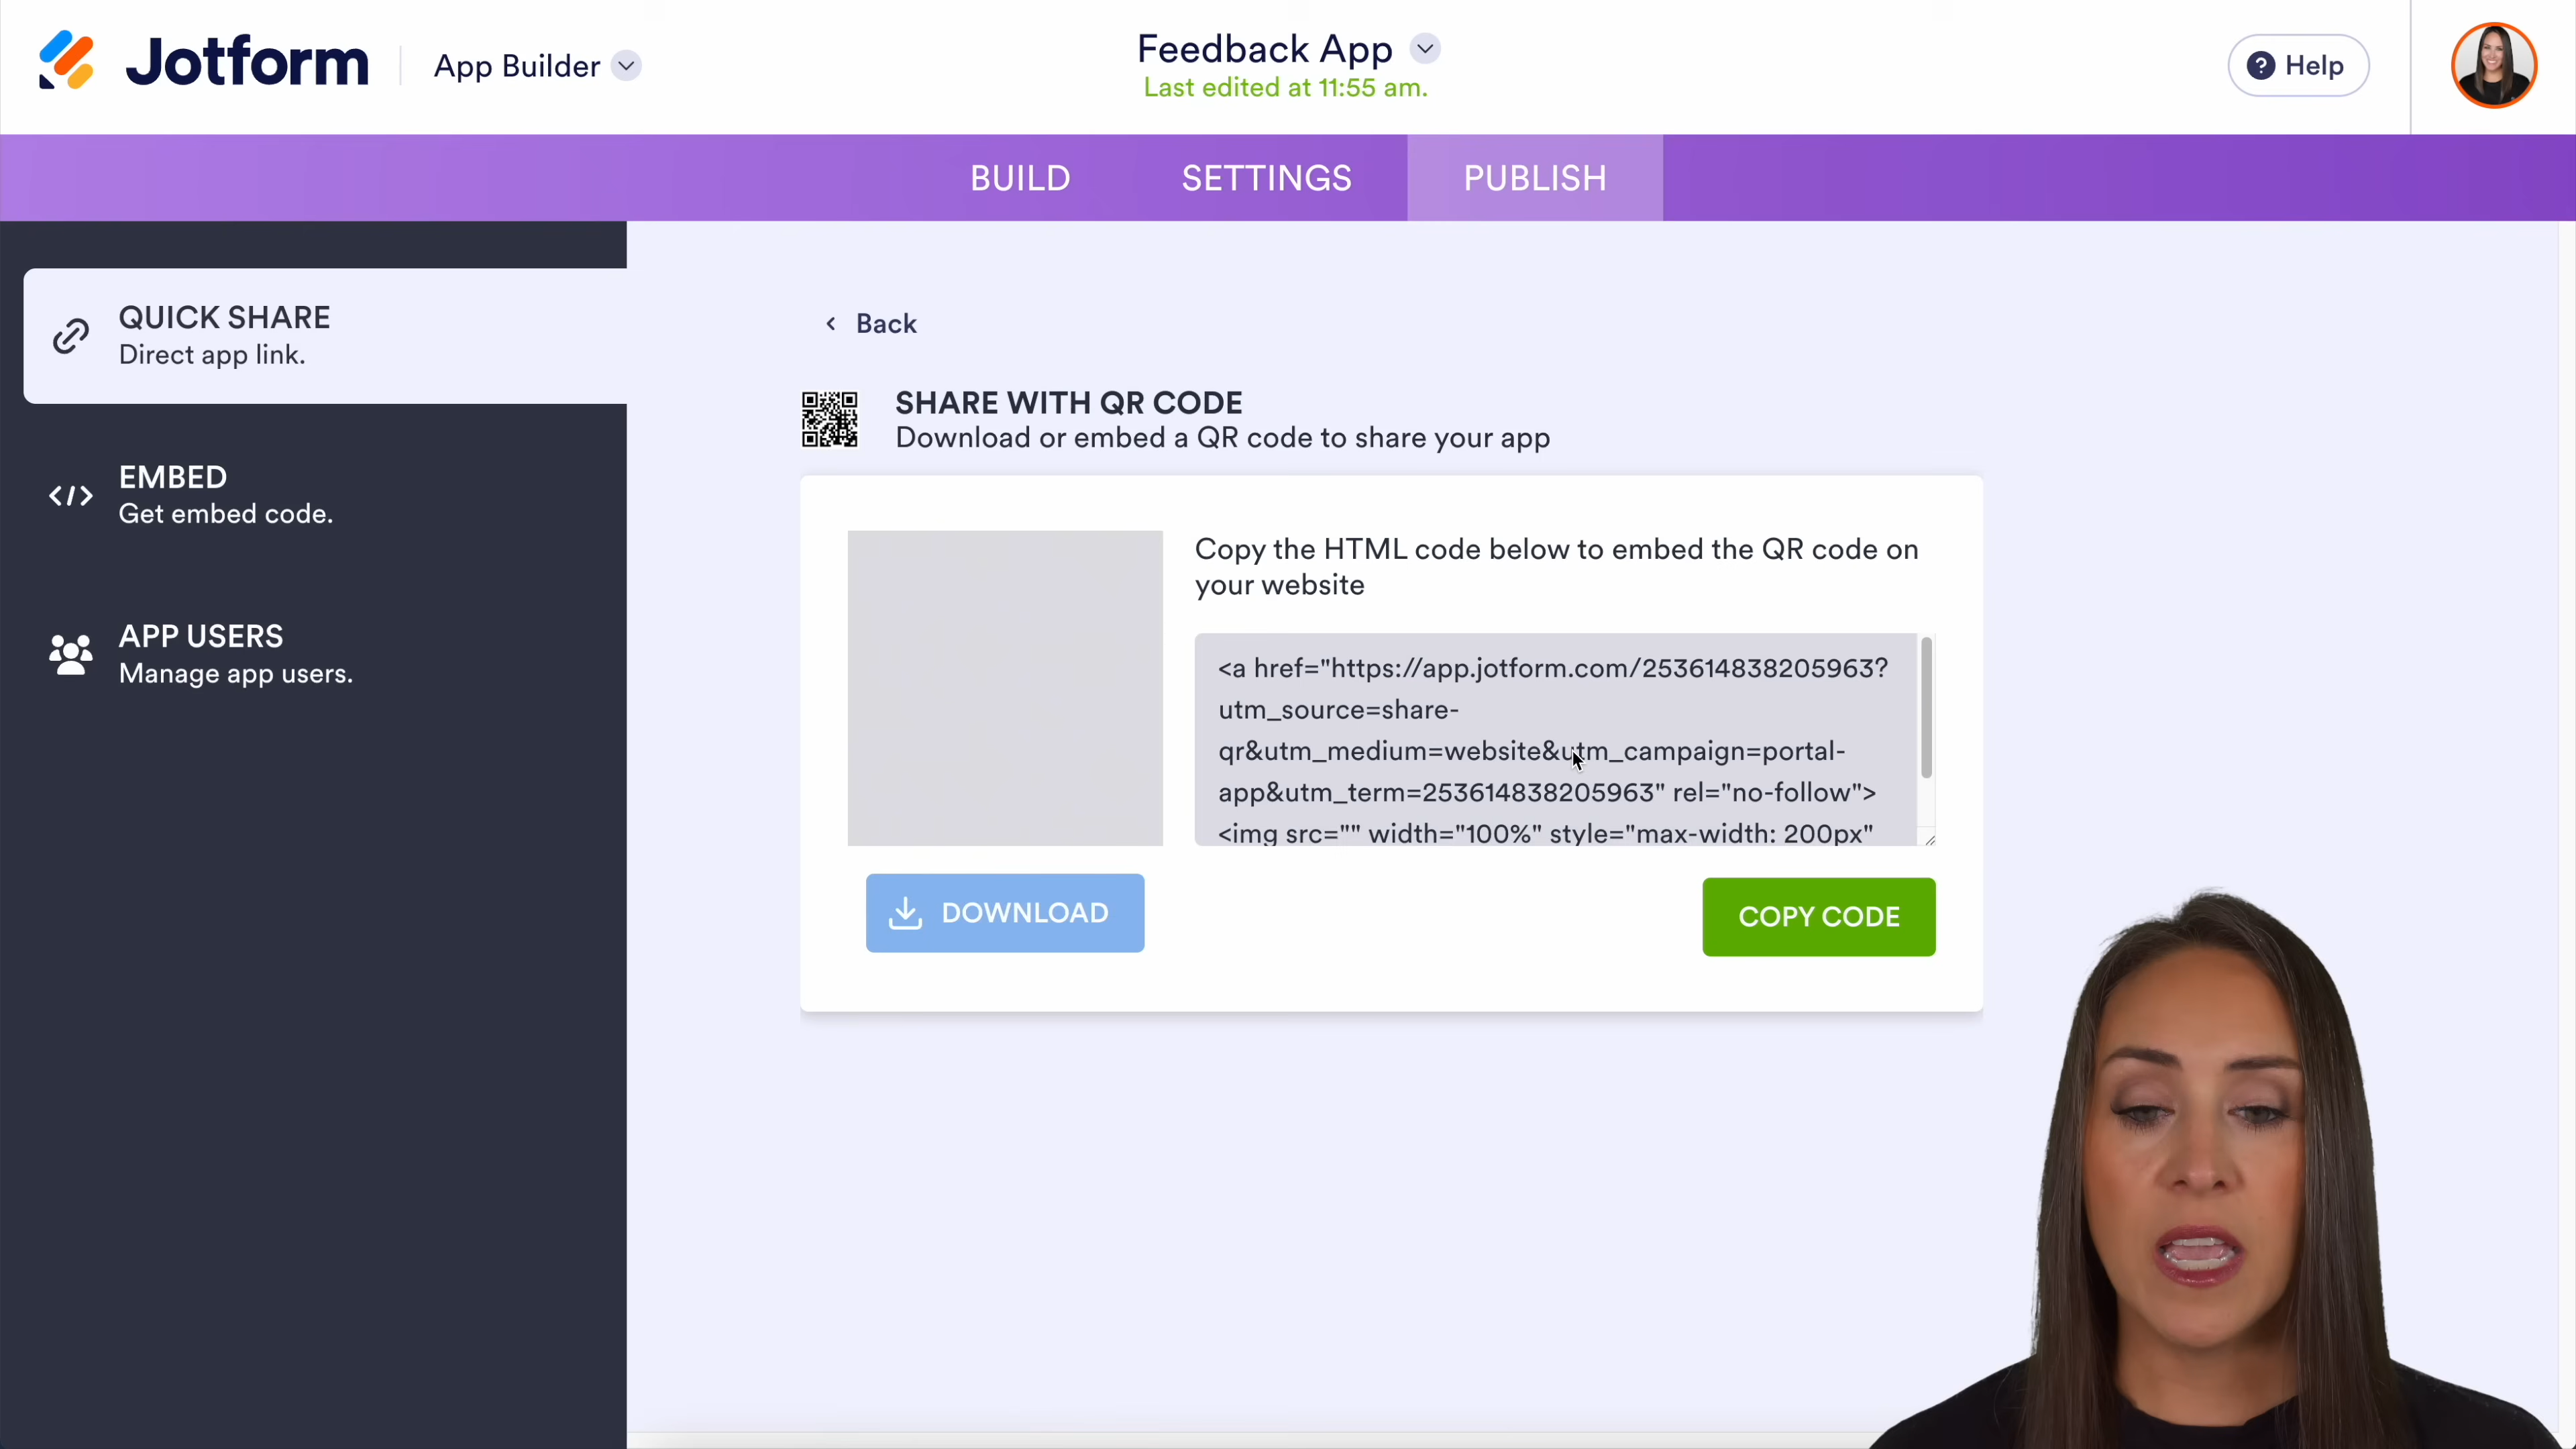 Jotform
App Builder
Feedback App
Last edited at 11:55 am.
? Help
BUILD
SETTINGS
PUBLISH
QUICK SHARE
Direct app link.
EMBED
Get embed code.
APP USERS
Manage app users.
Back
SHARE WITH QR CODE
Download or embed a QR code to share your app
Copy the HTML code below to embed the QR code on
your website
<a href="https://app.jotform.com/253614838205963?
utm_source=share-
qr&utm_medium=website&utm_campaign=portal-
app&utm_term=253614838205963" rel="no-follow">
<img src="" width="100%" style="max-width: 200px"
DOWNLOAD
COPY CODE